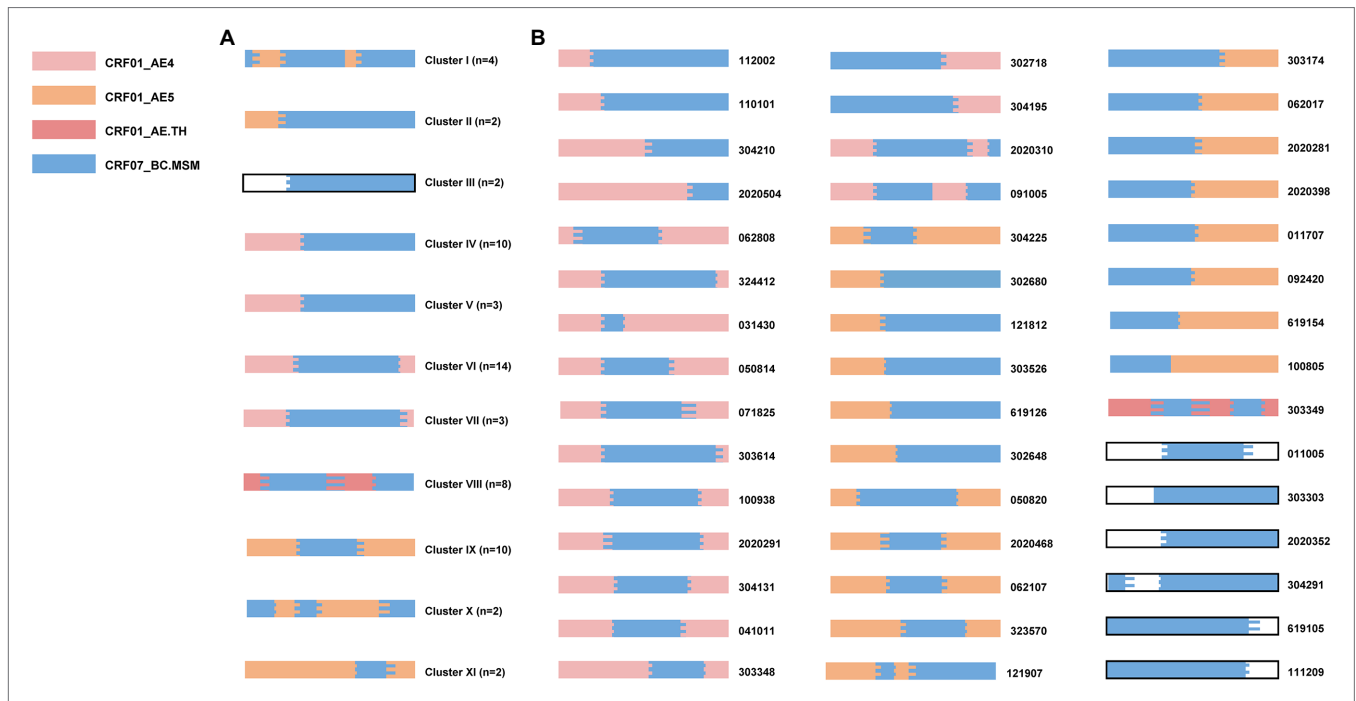 A
B
CRF01_AE4
CRF01_AE5
CRF01_AE.TH
CRF07_BC.MSM
Cluster I (n=4)
Cluster II (n=2)
Cluster III (n=2)
Cluster IV (n=10)
Cluster V (n=3)
Cluster VI (n=14)
Cluster VII (n=3)
Cluster VIII (n=8)
Cluster IX (n=10)
Cluster X (n=2)
Cluster XI (n=2)
112002
110101
304210
2020504
062808
324412
031430
050814
071825
303614
100938
2020291
304131
041011
303348
302718
304195
2020310
091005
304225
302680
121812
303526
619126
302648
050820
2020468
062107
323570
121907
303174
062017
2020281
2020398
011707
092420
619154
100805
303349
011005
303303
2020352
304291
619105
111209